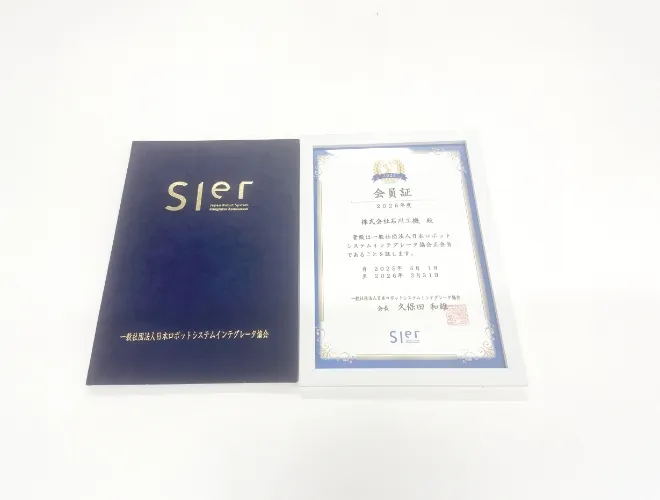 SIer
Japan Robot System
Integrator Association
一般社団法人日本ロボットシステムインテグレータ協会
会員証
2026年度
株式会社石川工機 殿
貴殿は一般社団法人日本ロボット
システムインテグレータ協会正会員
であることを証します。
自 2025年 6月 1日
至 2026年 5月31日
一般社団法人日本ロボットシステムインテグレータ協会
会長 久保田 和雄
SIer